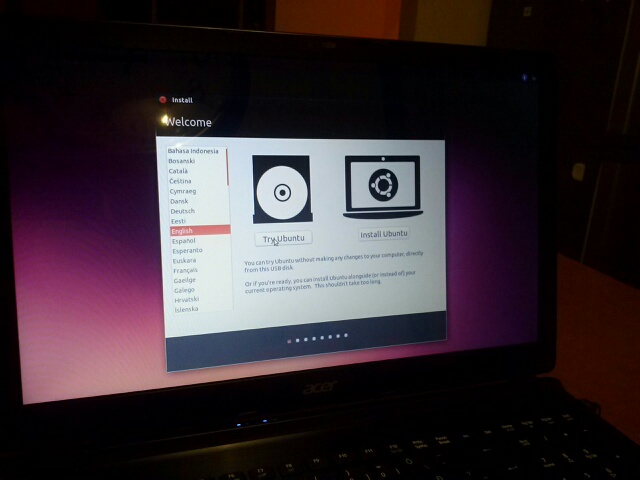 Install
Welcome
Bahasa Indonesia
Bosanski
Català
Čeština
Cymraeg
Dansk
Deutsch
Eesti
English
Español
Esperanto
Euskara
Français
Gaeilge
Galego
Hrvatski
Íslenska
Try Ubuntu
Install Ubuntu
You can try Ubuntu without making any changes to your computer, directly
from this USB disk.
Or if you're ready, you can install Ubuntu alongside (or instead of) your
current operating system. This shouldn't take too long.
acer